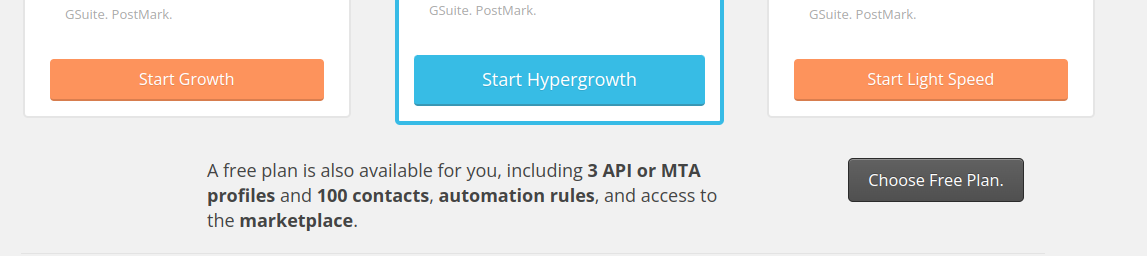 GSuite. PostMark.
GSuite. PostMark.
GSuite. PostMark.
Start Growth
Start Hypergrowth
Start Light Speed
A free plan is also available for you, including 3 API or MTA
profiles and 100 contacts, automation rules, and access to
the marketplace.
Choose Free Plan.